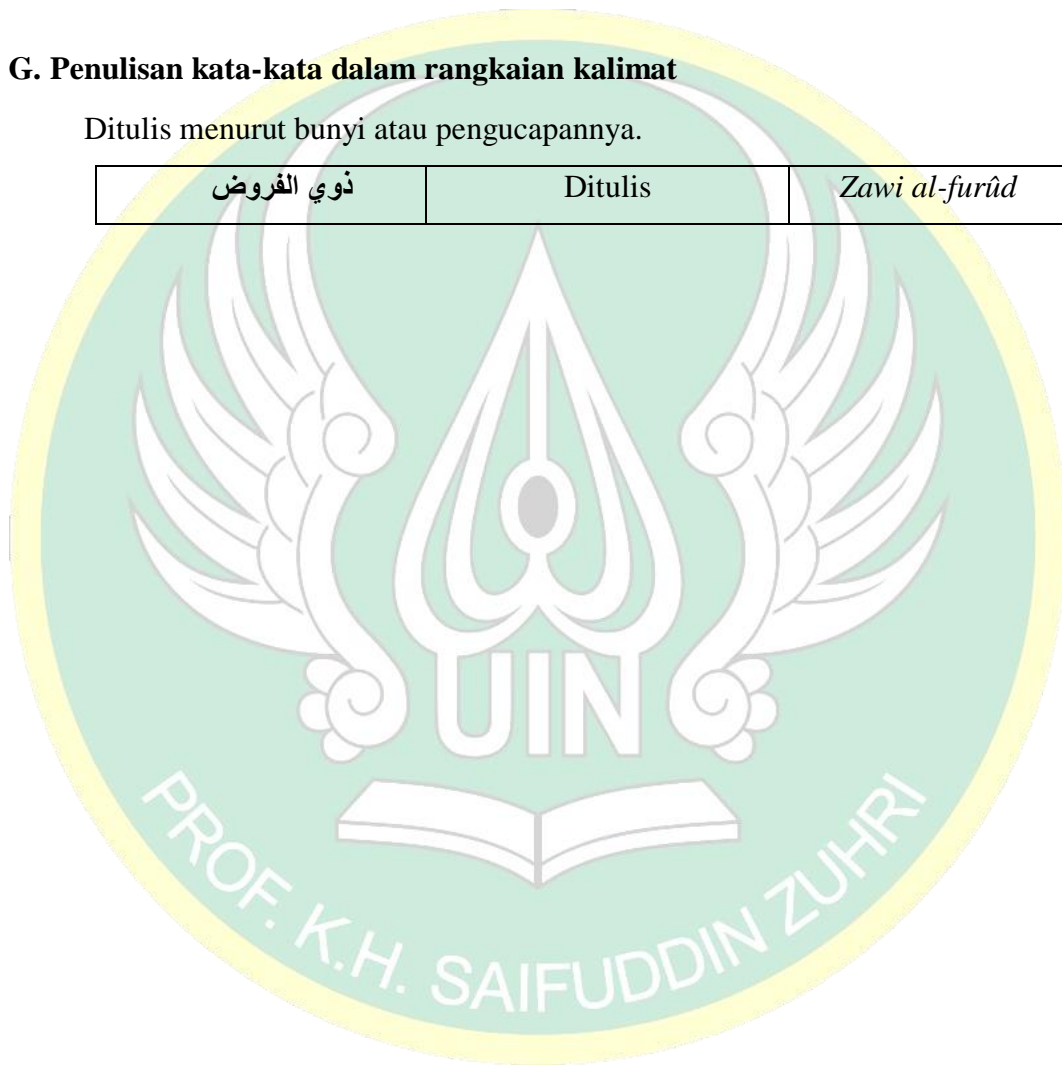 G. Penulisan kata-kata dalam rangkaian kalimat
Ditulis menurut bunyi atau pengucapannya.
ذوي الفروض Ditulis Zawi al-furûd
UIN
PROF. K.H. SAIFUDDIN ZUHRI